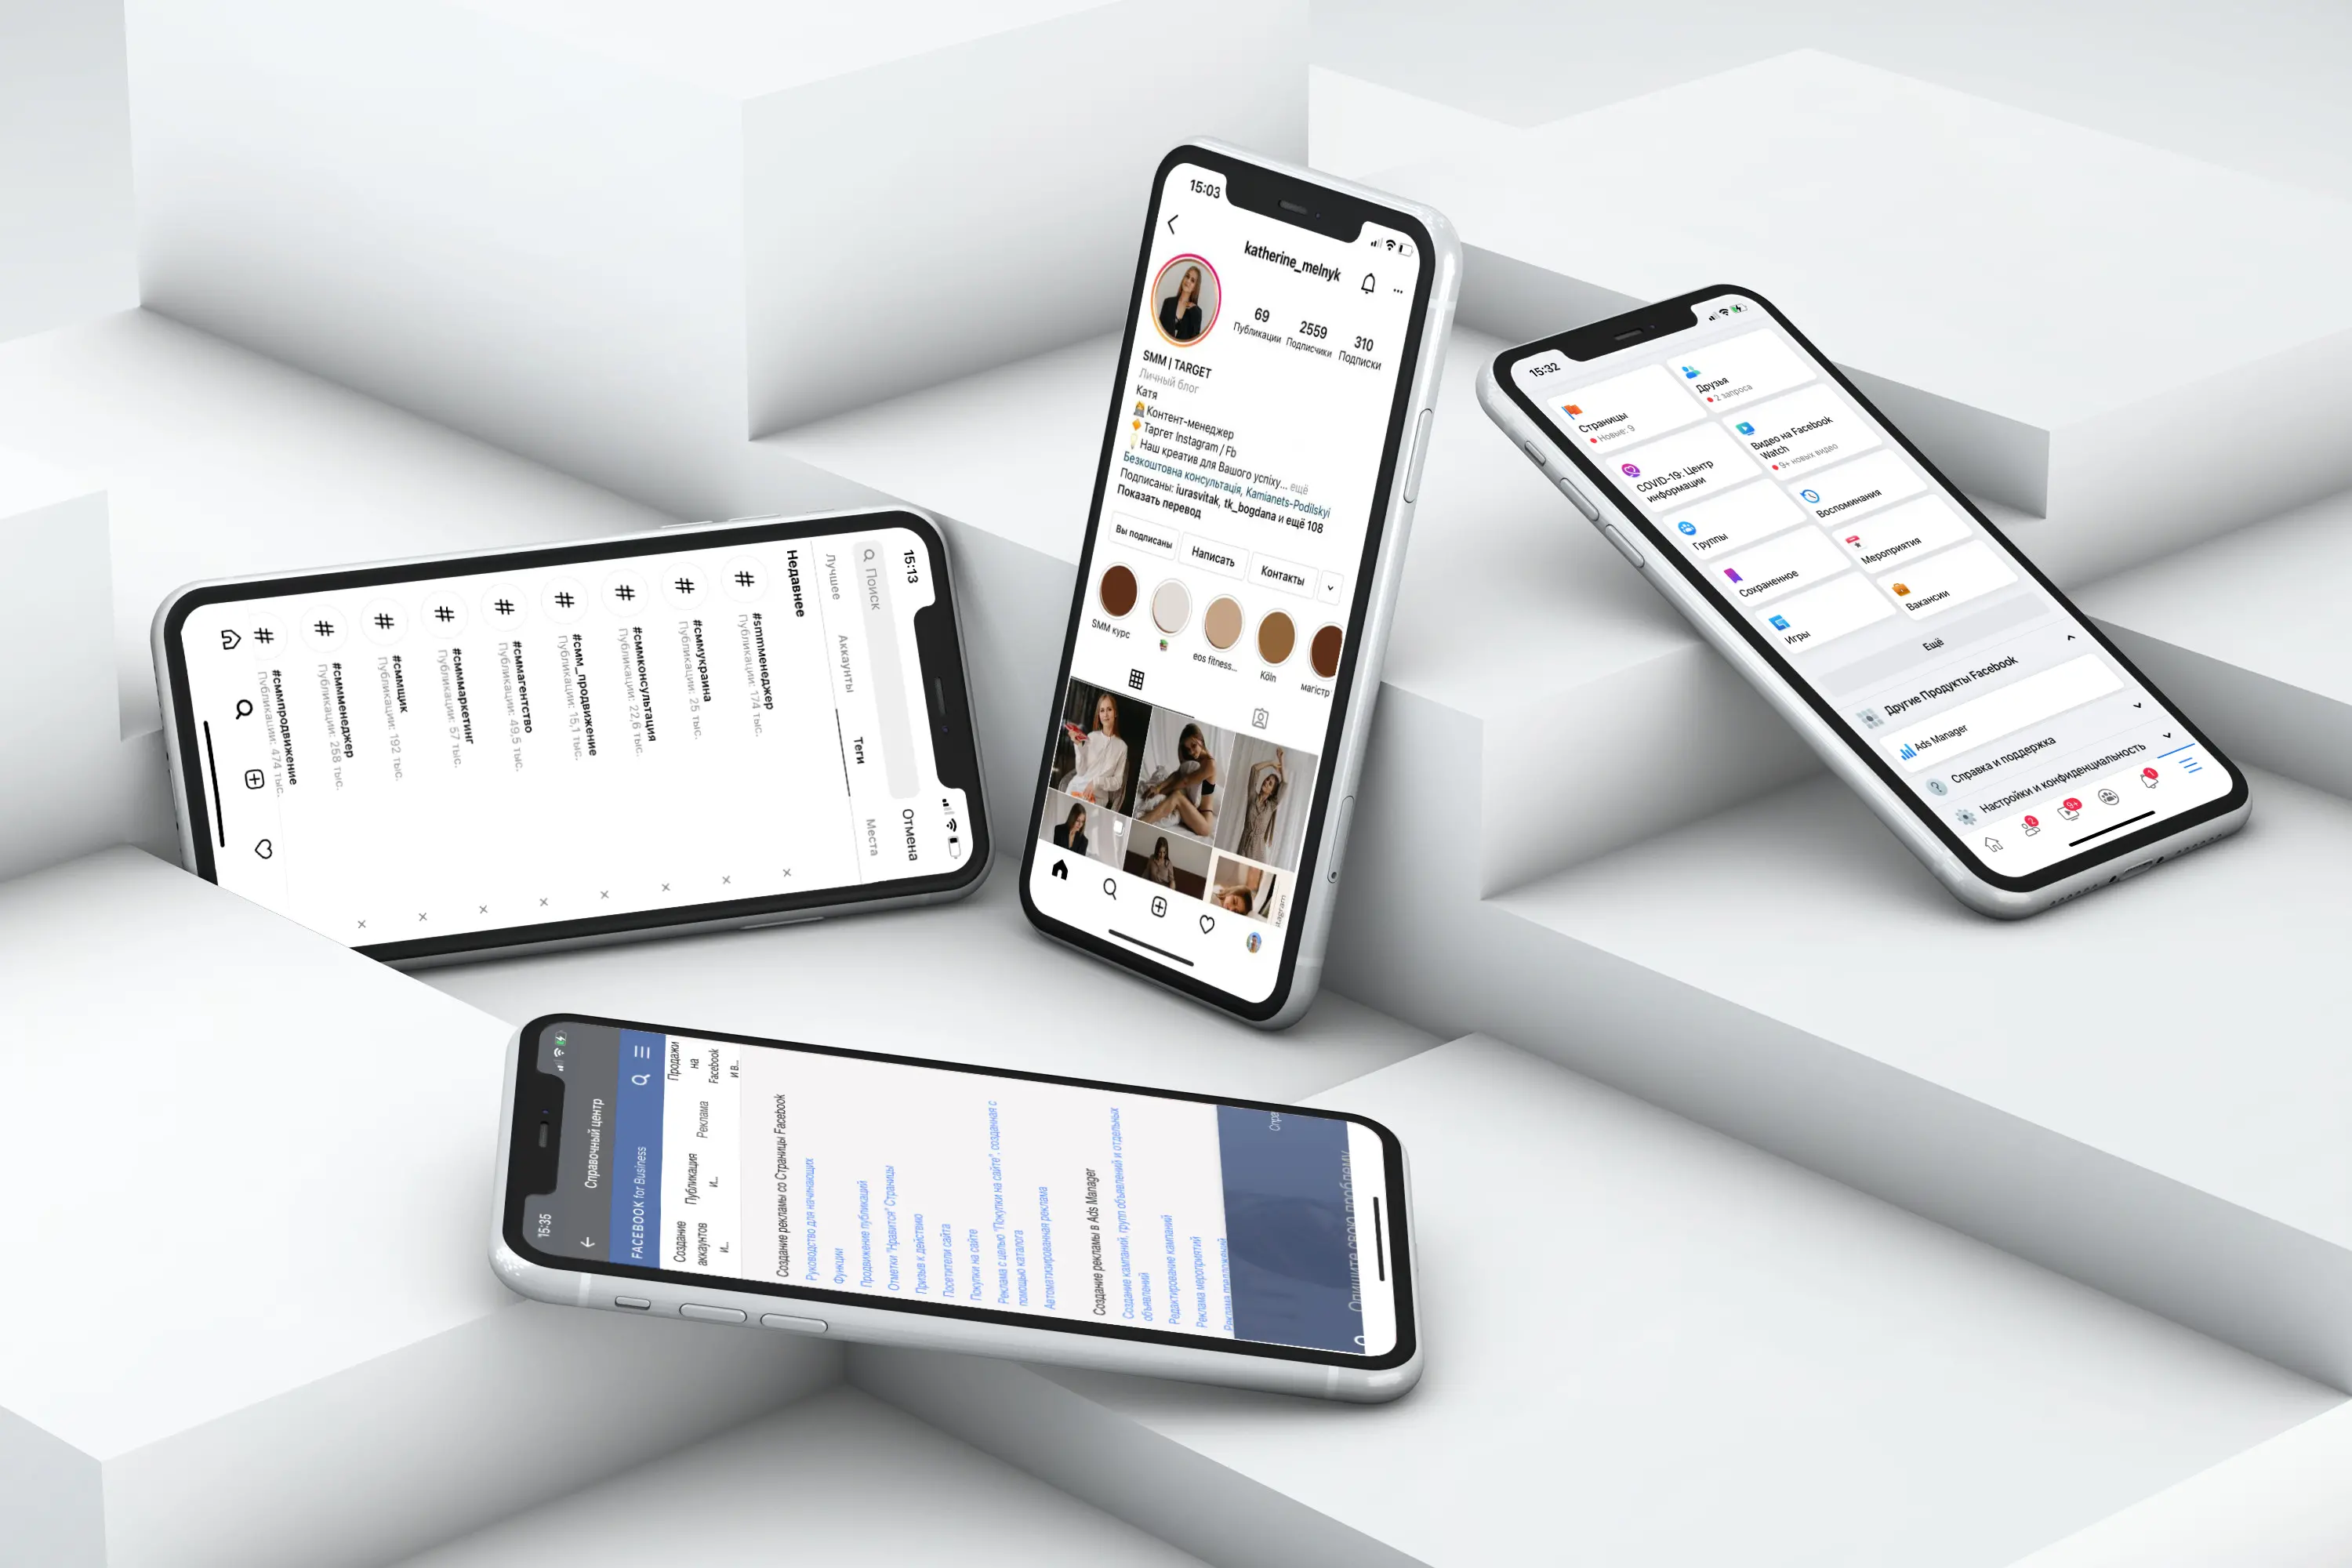 15:03
katherine_melnyk
69
Публикации
2559
Подписчики
310
Подписки
SMM | TARGET
Личный блог
Катя
Контент-менеджер
Таргет Instagram / Fb
Наш креатив для Вашого успіху... ещё
Безкоштовна консультація, Kamianets-Podilskyi
Подписаны: iurasvitak, tk_bogdana и ещё 108
Показать перевод
Вы подписаны
Написать
Контакты
SMM курс
eos fitness...
Köln
магістр
15:32
Страницы
Новые: 9
Друзья
2 запроса
COVID-19: Центр
информации
Видео на Facebook
Watch
9+ новых видео
Группы
Воспоминания
Сохраненное
Мероприятия
Игры
Вакансии
Ещё
Другие Продукты Facebook
Ads Manager
Справка и поддержка
Настройки и конфиденциальность
2
9+
1
15:13
Поиск
Отмена
Лучшее
Аккаунты
Теги
Места
Недавнее
#smmменеджер
Публикации: 174 тыс.
#сммукраина
Публикации: 25 тыс.
#сммконсультация
Публикации: 22,6 тыс.
#смм_продвижение
Публикации: 15,1 тыс.
#сммагентство
Публикации: 49,5 тыс.
#смммаркетинг
Публикации: 57 тыс.
#сммщик
Публикации: 192 тыс.
#смmменеджер
Публикации: 258 тыс.
#сммпродвижение
Публикации: 474 тыс.
15:35
Справочный центр
FACEBOOK for Business
Создание
аккаунтов
и...
Публикация
и...
Реклама
Продажи
на
Facebook
и в...
Создание рекламы со Страницы Facebook
Руководство для начинающих
Функции
Продвижение публикаций
Отметки "Нравится" Страницы
Призыв к действию
Посетители сайта
Покупки на сайте
Реклама с целью "Покупки на сайте", созданная с
помощью каталога
Автоматизированная реклама
Создание рекламы в Ads Manager
Создание кампаний, групп объявлений и отдельных
объявлений
Редактирование кампаний
Реклама мероприятий
Реклама предложений
Спра
Опишите свою проблему